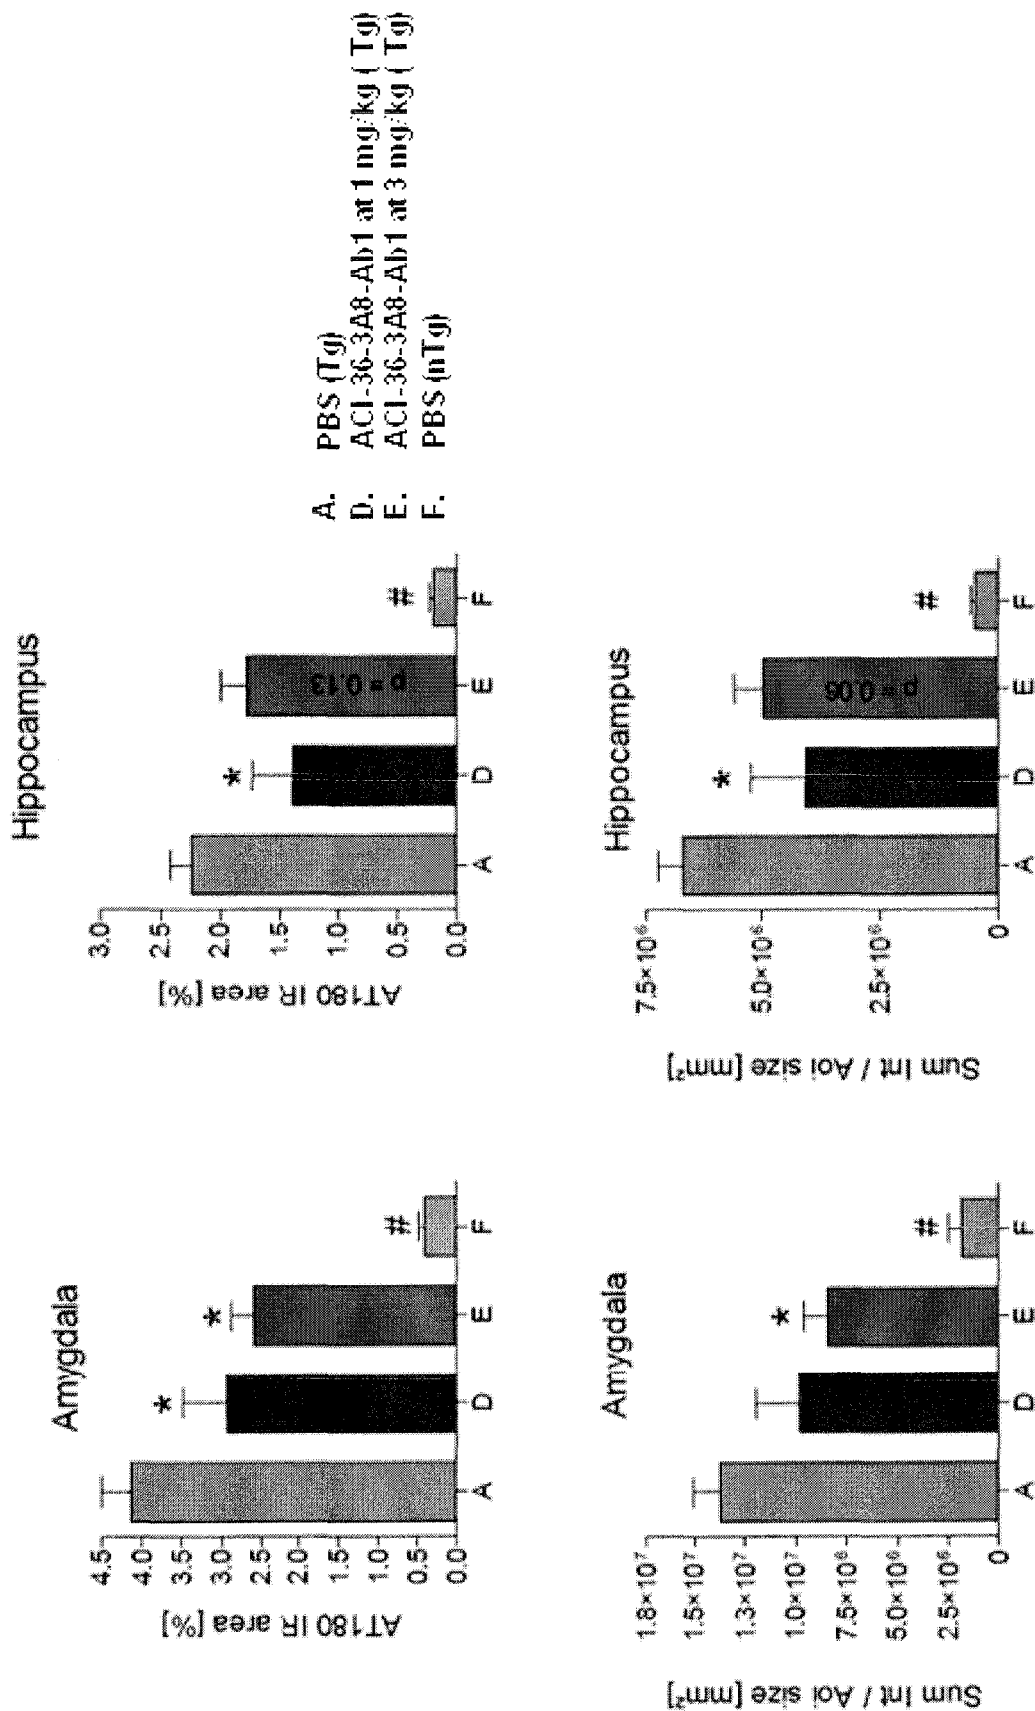 Amygdala
AT180 IR area [%]
4.5
4.0
3.5
3.0
2.5
2.0
1.5
1.0
0.5
0.0
*
*
#
A D E F
Hippocampus
AT180 IR area [%]
3.0
2.5
2.0
1.5
1.0
0.5
0.0
*
p = 0.13
#
A D E F
A. PBS (Tg)
D. ACI-36-3A8-Ab1 at 1 mg/kg ( Tg)
E. ACI-36-3A8-Ab1 at 3 mg/kg ( Tg)
F. PBS (nTg)
Amygdala
Sum Int / Aoi size [mm²]
1.8×10⁷
1.5×10⁷
1.3×10⁷
1.0×10⁷
7.5×10⁶
5.0×10⁶
2.5×10⁶
0
*
#
A D E F
Hippocampus
Sum Int / Aoi size [mm²]
7.5×10⁶
5.0×10⁶
2.5×10⁶
0
*
p = 0.06
#
A D E F